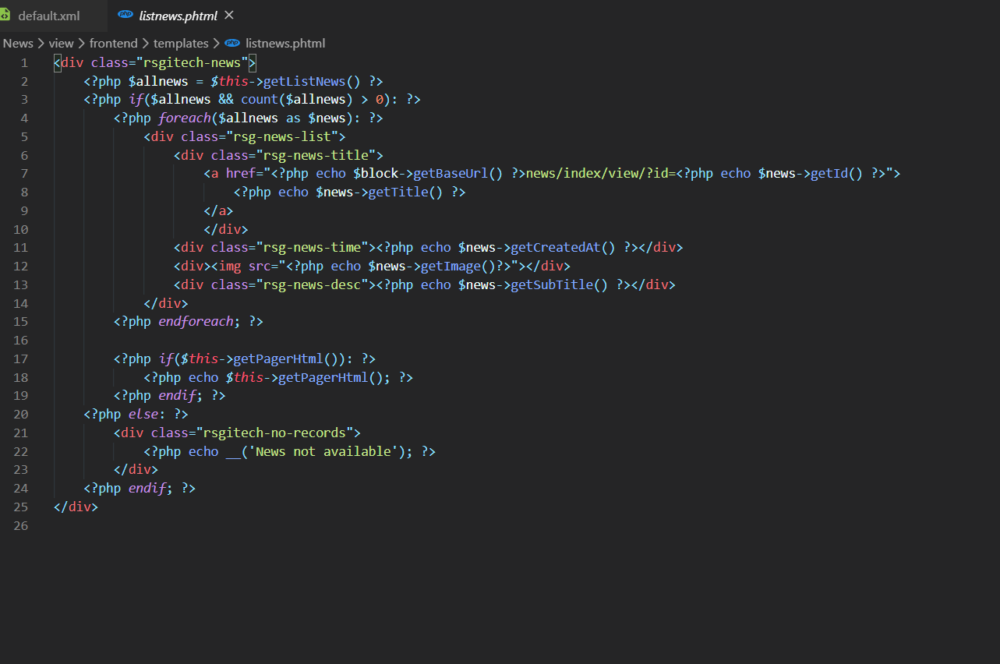 default.xml
php listnews.phtml ×
News > view > frontend > templates > php listnews.phtml
1 <div class="rsgitech-news">
2     <?php $allnews = $this->getListNews() ?>
3     <?php if($allnews && count($allnews) > 0): ?>
4         <?php foreach($allnews as $news): ?>
5             <div class="rsg-news-list">
6                 <div class="rsg-news-title">
7                     <a href="<?php echo $block->getBaseUrl() ?>news/index/view/?id=<?php echo $news->getId() ?>">
8                         <?php echo $news->getTitle() ?>
9                     </a>
10                     </div>
11                 <div class="rsg-news-time"><?php echo $news->getCreatedAt() ?></div>
12                 <div><img src="<?php echo $news->getImage()?>"></div>
13                 <div class="rsg-news-desc"><?php echo $news->getSubTitle() ?></div>
14             </div>
15         <?php endforeach; ?>
16
17         <?php if($this->getPagerHtml()): ?>
18             <?php echo $this->getPagerHtml(); ?>
19         <?php endif; ?>
20     <?php else: ?>
21         <div class="rsgitech-no-records">
22             <?php echo __('News not available'); ?>
23         </div>
24     <?php endif; ?>
25 </div>
26